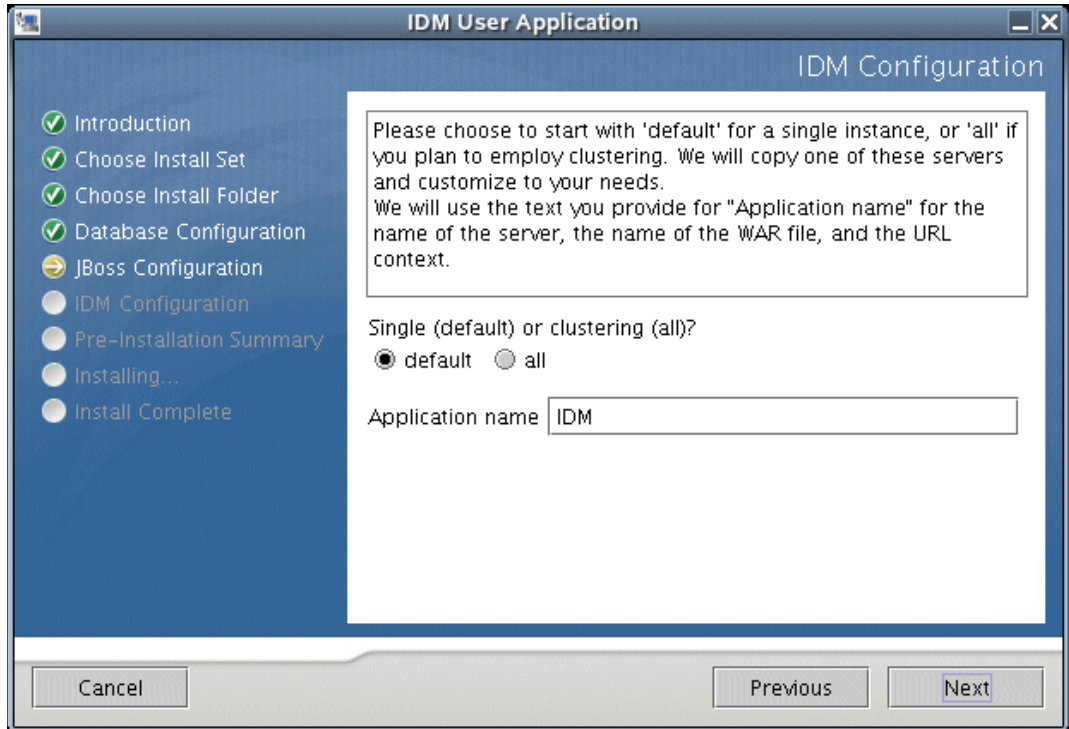 IDM User Application
IDM Configuration
Introduction
Choose Install Set
Choose Install Folder
Database Configuration
JBoss Configuration
IDM Configuration
Pre-Installation Summary
Installing...
Install Complete
Please choose to start with 'default' for a single instance, or 'all' if
you plan to employ clustering. We will copy one of these servers
and customize to your needs.
We will use the text you provide for "Application name" for the
name of the server, the name of the WAR file, and the URL
context.
Single (default) or clustering (all)?
default all
Application name IDM
Cancel Previous Next